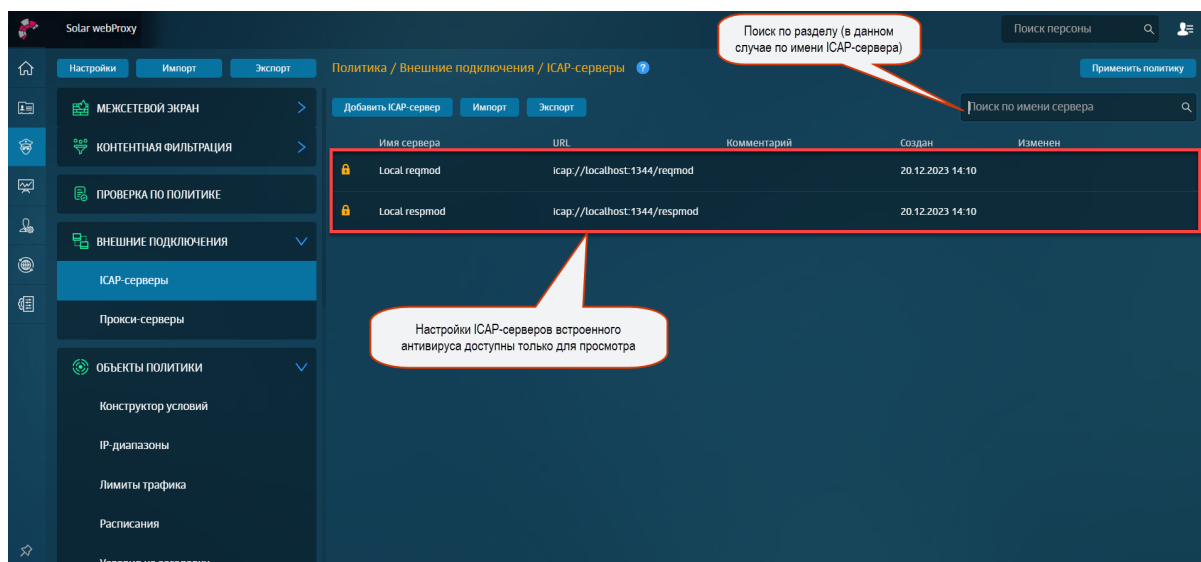 Solar webProxy
Поиск по разделу (в данном
случае по имени ICAP-сервера)
Поиск персоны
Настройки
Импорт
Экспорт
Политика / Внешние подключения / ICAP-серверы ?
Применить политику
МЕЖСЕТЕВОЙ ЭКРАН
КОНТЕНТНАЯ ФИЛЬТРАЦИЯ
ПРОВЕРКА ПО ПОЛИТИКЕ
ВНЕШНИЕ ПОДКЛЮЧЕНИЯ
ICAP-серверы
Прокси-серверы
ОБЪЕКТЫ ПОЛИТИКИ
Конструктор условий
IP-диапазоны
Лимиты трафика
Расписания
Добавить ICAP-сервер
Импорт
Экспорт
Поиск по имени сервера
Имя сервера URL Комментарий Создан Изменен
Local reqmod icap://localhost:1344/reqmod 20.12.2023 14:10
Local respmod icap://localhost:1344/respmod 20.12.2023 14:10
Настройки ICAP-серверов встроенного
антивируса доступны только для просмотра